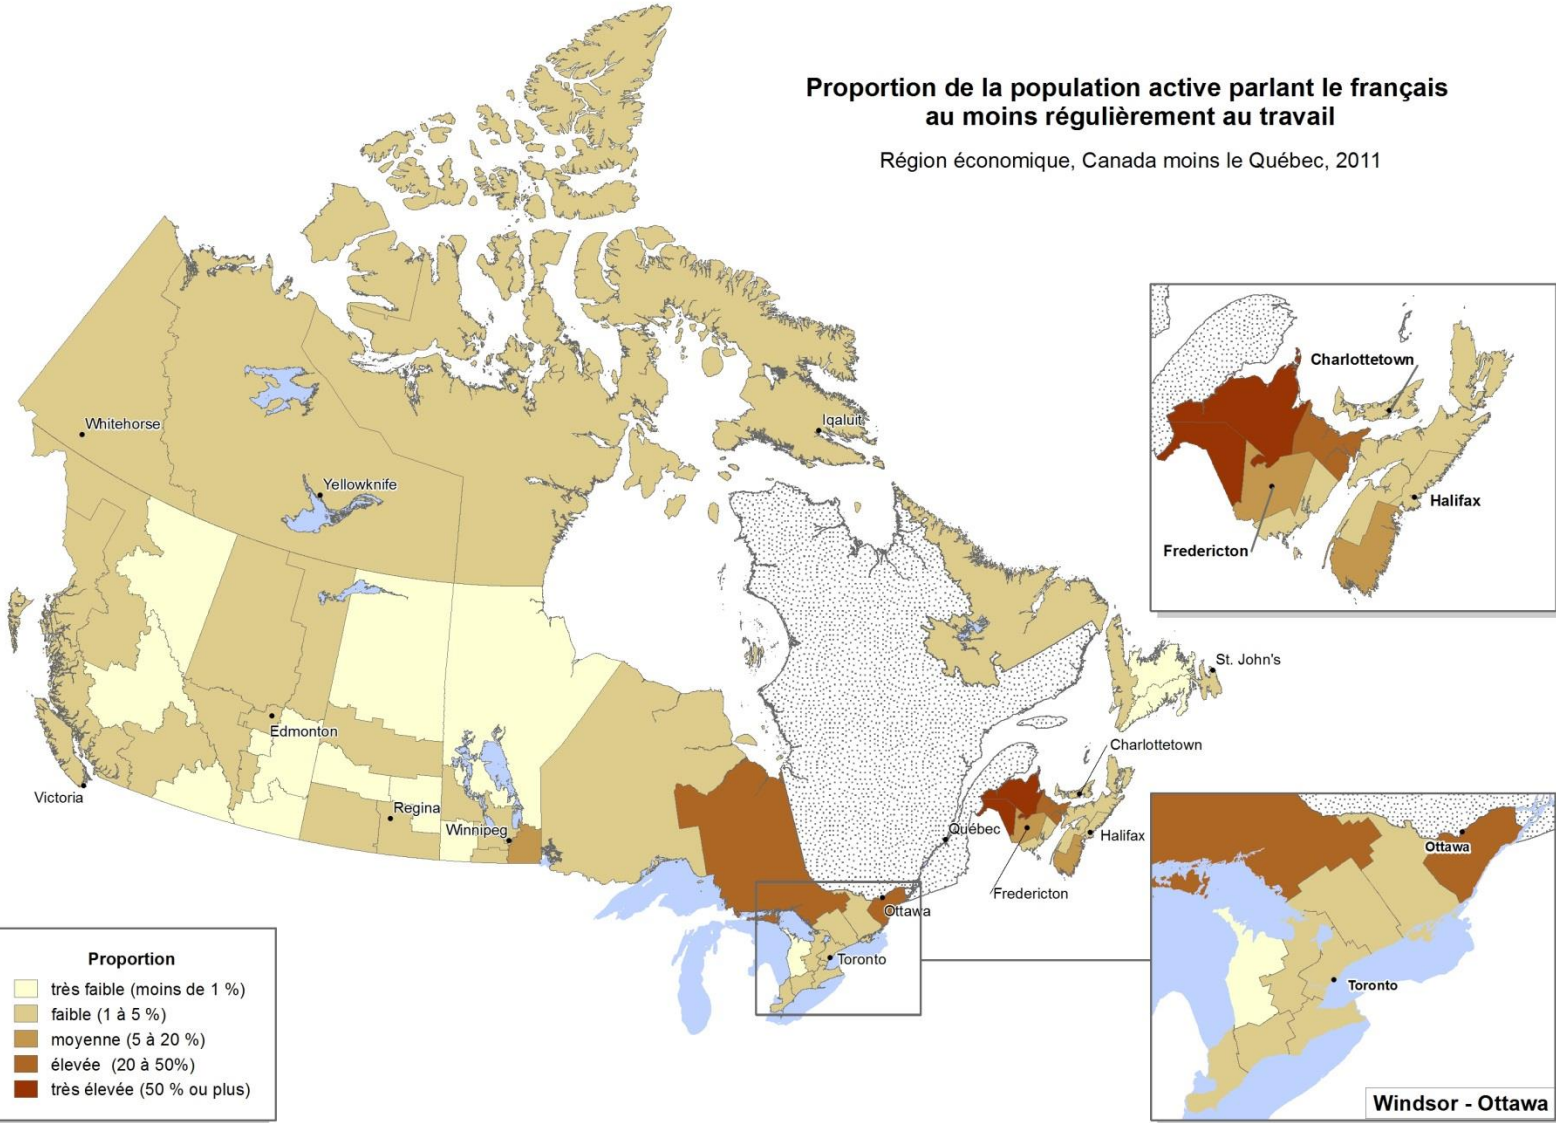 Proportion de la population active parlant le français
au moins régulièrement au travail
Région économique, Canada moins le Québec, 2011
Whitehorse
Yellowknife
Iqaluit
Edmonton
Victoria
Regina
Winnipeg
St. John's
Charlottetown
Québec
Halifax
Fredericton
Ottawa
Toronto
Charlottetown
Halifax
Fredericton
Ottawa
Toronto
Windsor - Ottawa
Proportion
très faible (moins de 1 %)
faible (1 à 5 %)
moyenne (5 à 20 %)
élevée (20 à 50%)
très élevée (50 % ou plus)